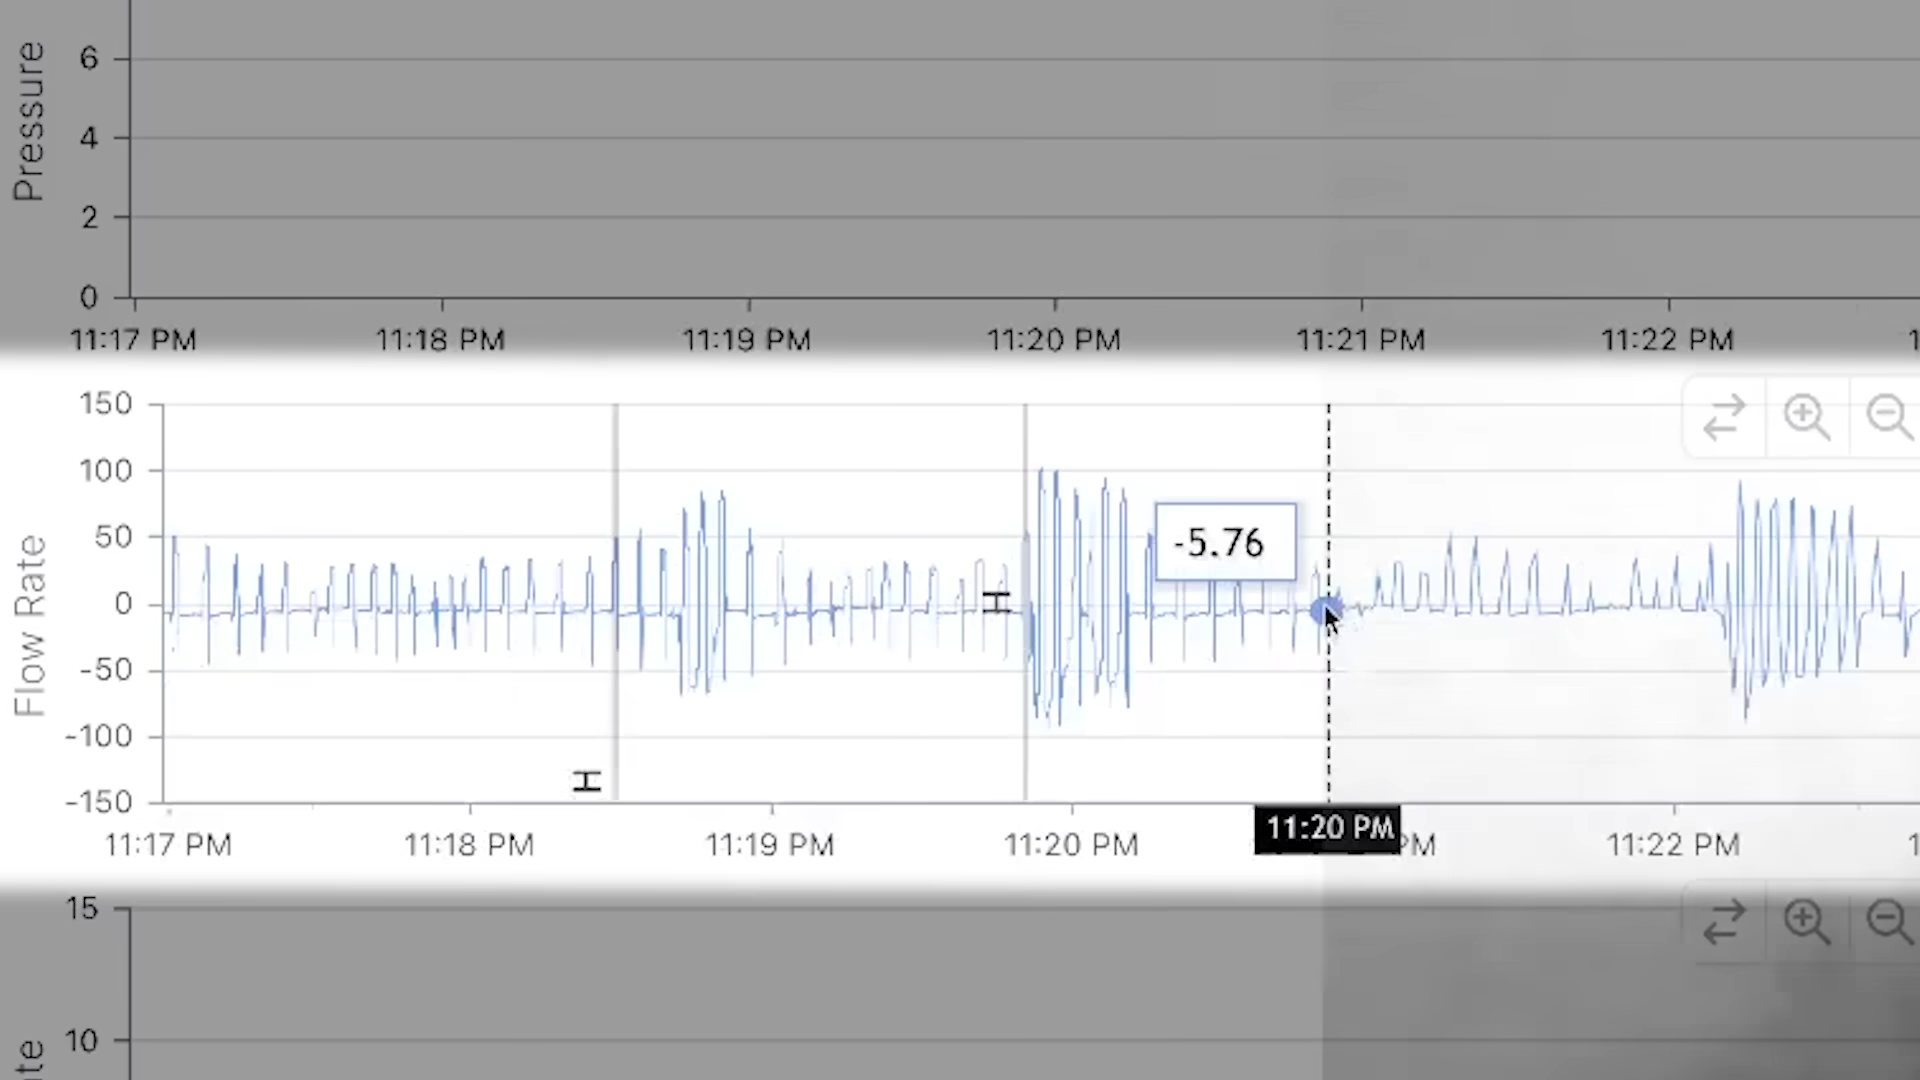 Pressure
6
4
2
0
11:17 PM 11:18 PM 11:19 PM 11:20 PM 11:21 PM 11:22 PM
Flow Rate
150
100
50
0
-50
-100
-150
H
H
-5.76
11:17 PM 11:18 PM 11:19 PM 11:20 PM 11:20 PM PM 11:22 PM
15
10
te